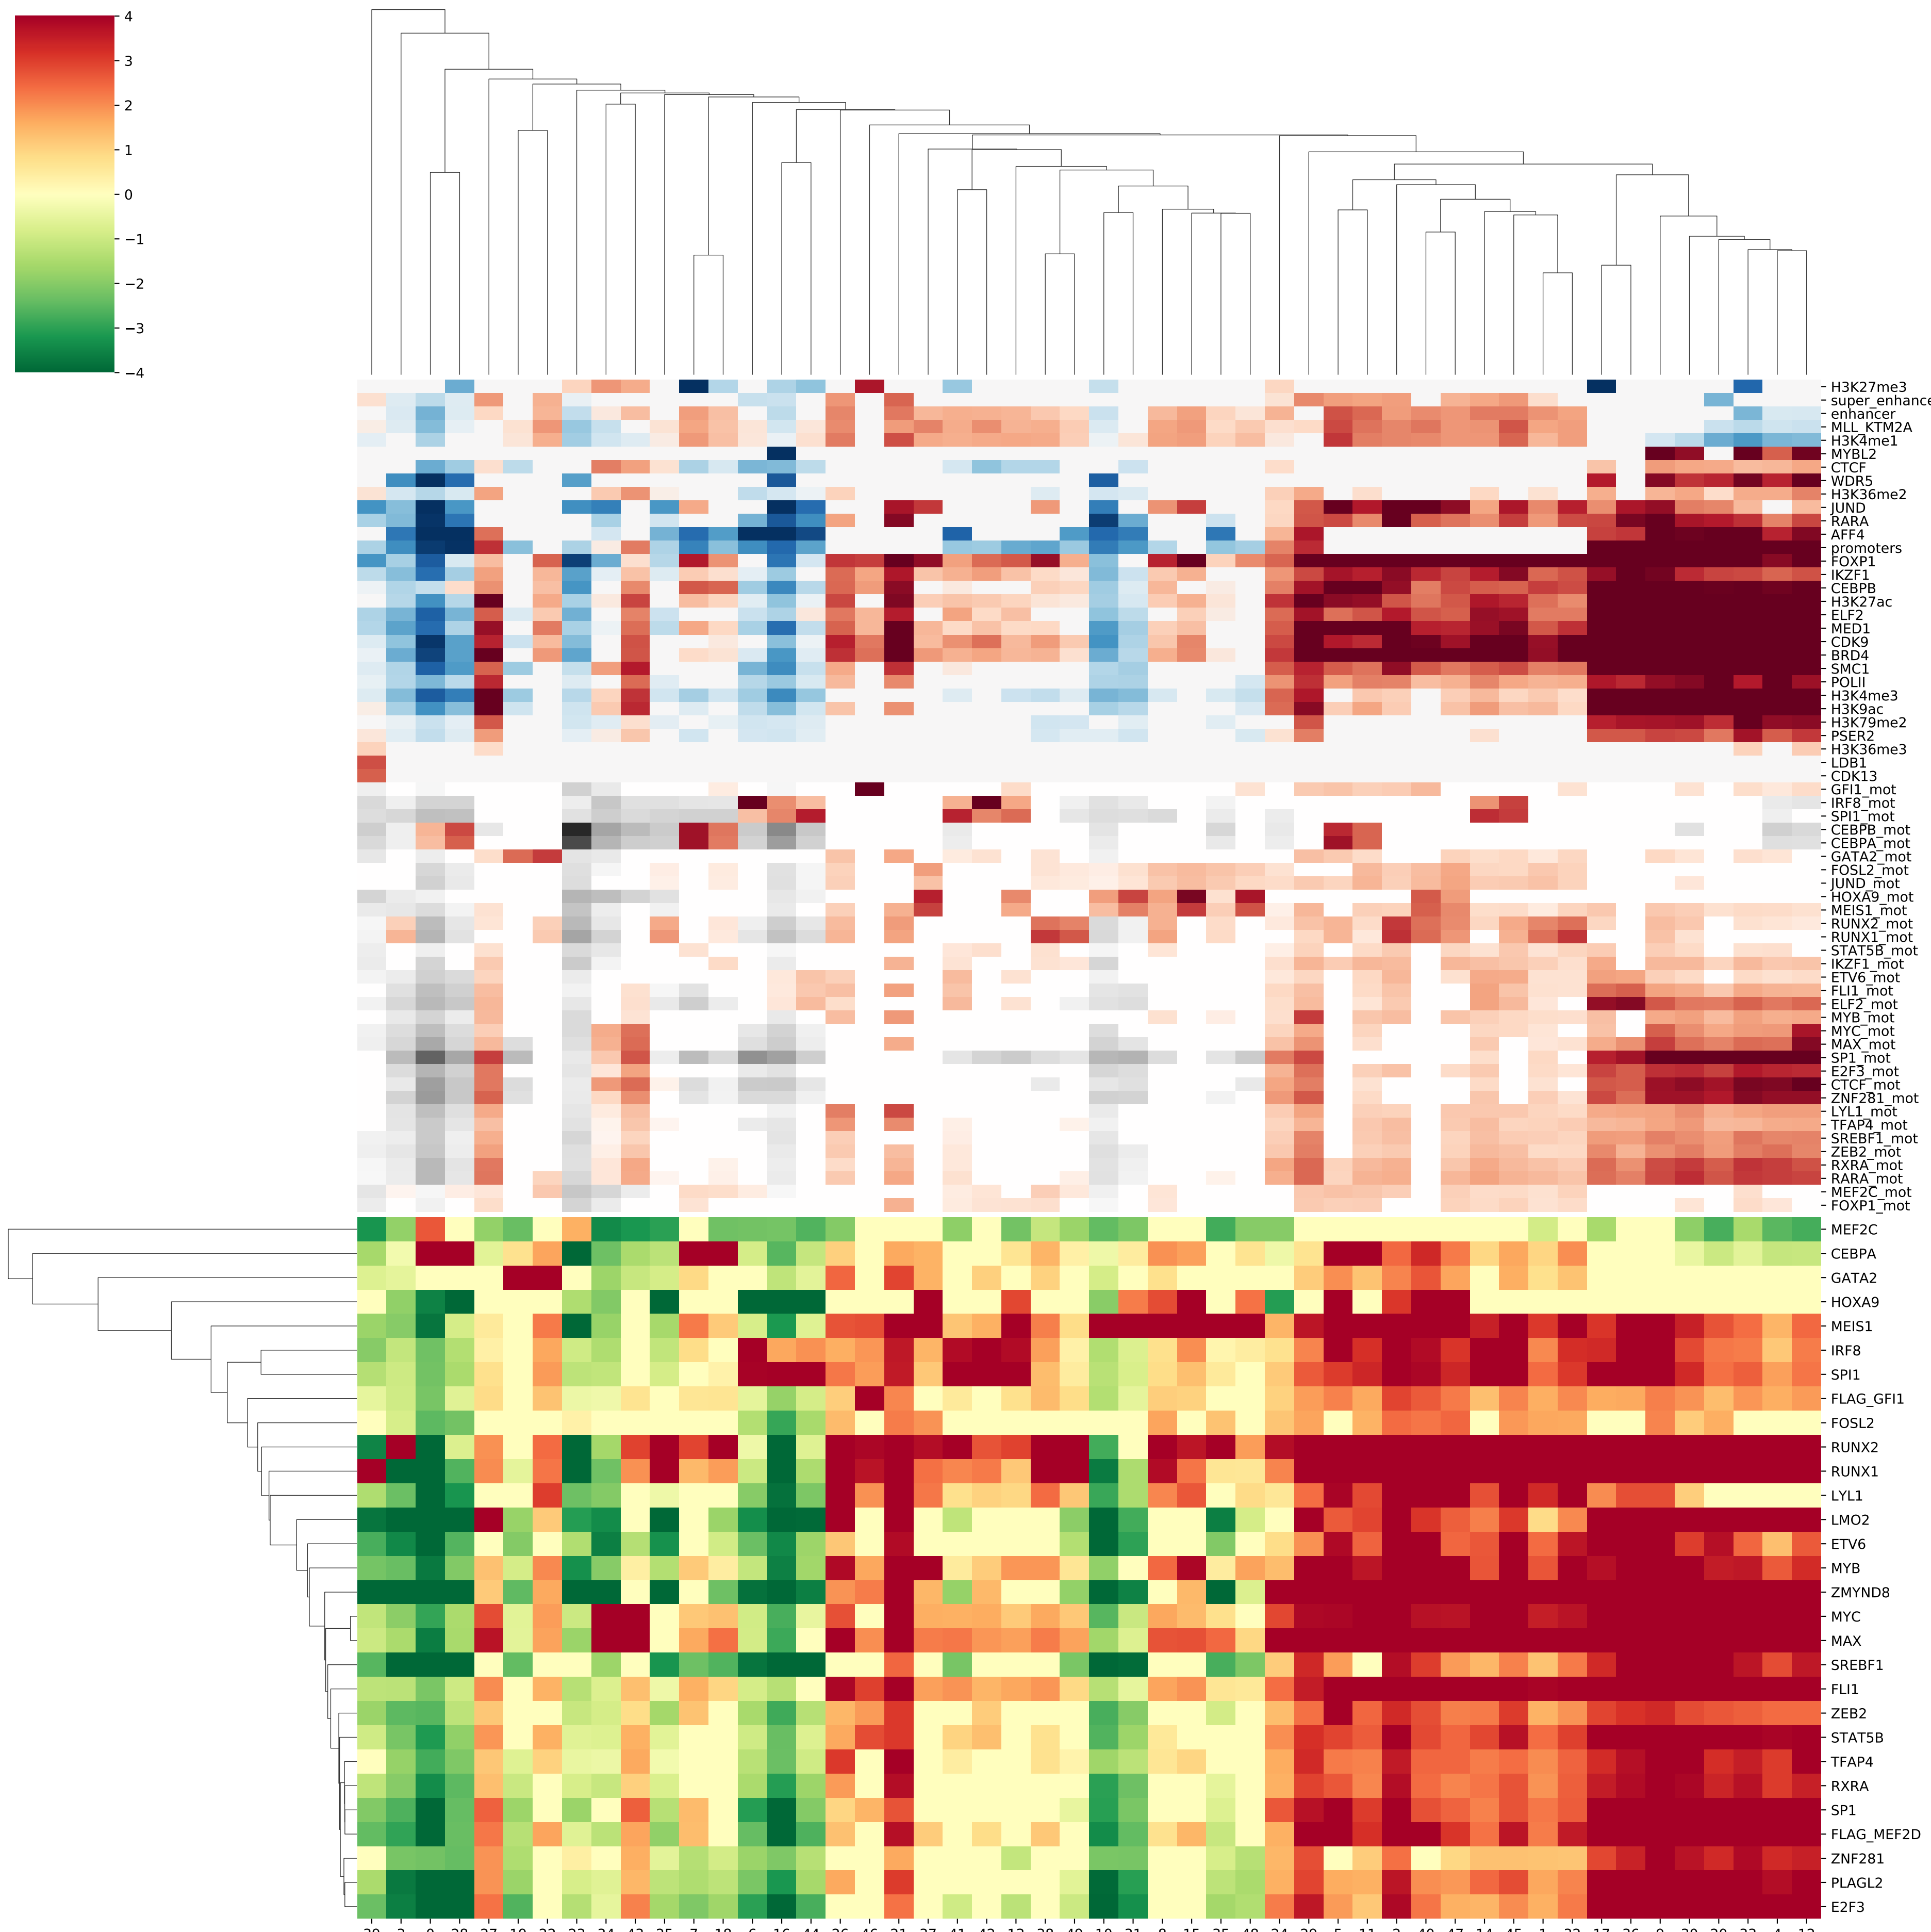 4
3
2
1
0
−1
−2
−3
−4
H3K27me3
super_enhance
enhancer
MLL_KTM2A
H3K4me1
MYBL2
CTCF
WDR5
H3K36me2
JUND
RARA
AFF4
promoters
FOXP1
IKZF1
CEBPB
H3K27ac
ELF2
MED1
CDK9
BRD4
SMC1
POLII
H3K4me3
H3K9ac
H3K79me2
PSER2
H3K36me3
LDB1
CDK13
GFI1_mot
IRF8_mot
SPI1_mot
CEBPB_mot
CEBPA_mot
GATA2_mot
FOSL2_mot
JUND_mot
HOXA9_mot
MEIS1_mot
RUNX2_mot
RUNX1_mot
STAT5B_mot
IKZF1_mot
ETV6_mot
FLI1_mot
ELF2_mot
MYB_mot
MYC_mot
MAX_mot
SP1_mot
E2F3_mot
CTCF_mot
ZNF281_mot
LYL1_mot
TFAP4_mot
SREBF1_mot
ZEB2_mot
RXRA_mot
RARA_mot
MEF2C_mot
FOXP1_mot
MEF2C
CEBPA
GATA2
HOXA9
MEIS1
IRF8
SPI1
FLAG_GFI1
FOSL2
RUNX2
RUNX1
LYL1
LMO2
ETV6
MYB
ZMYND8
MYC
MAX
SREBF1
FLI1
ZEB2
STAT5B
TFAP4
RXRA
SP1
FLAG_MEF2D
ZNF281
PLAGL2
E2F3